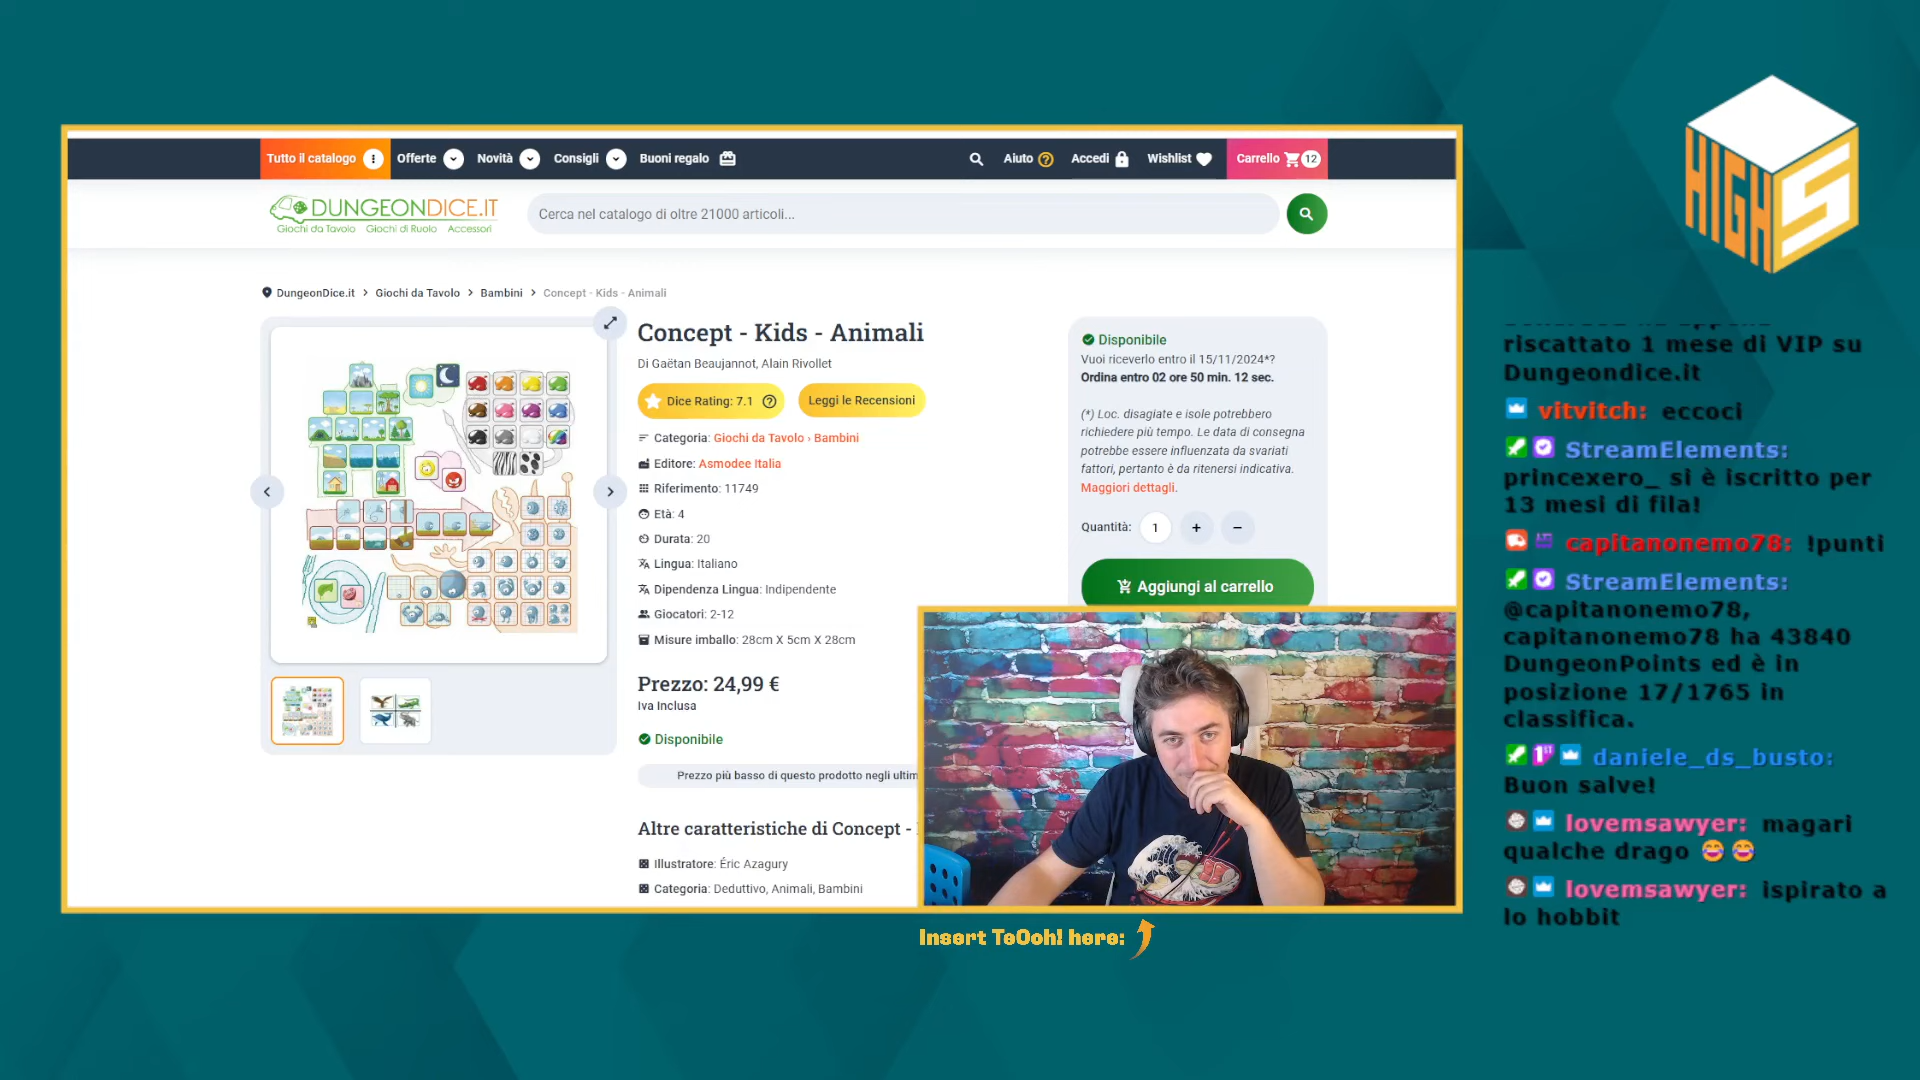 Tutto il catalogo
Offerte
Novità
Consigli
Buoni regalo
Aiuto
Accedi
Wishlist
Carrello 12
DUNGEONDICE.IT
Giochi da Tavolo Giochi di Ruolo Accessori
Cerca nel catalogo di oltre 21000 articoli...
DungeonDice.it > Giochi da Tavolo > Bambini > Concept - Kids - Animali
Concept - Kids - Animali
Di Gaëtan Beaujannot, Alain Rivollet
Dice Rating: 7.1
Leggi le Recensioni
Categoria: Giochi da Tavolo › Bambini
Editore: Asmodee Italia
Riferimento: 11749
Età: 4
Durata: 20
Lingua: Italiano
Dipendenza Lingua: Indipendente
Giocatori: 2-12
Misure imballo: 28cm X 5cm X 28cm
Prezzo: 24,99 €
Iva Inclusa
Disponibile
Prezzo più basso di questo prodotto negli ultim
Altre caratteristiche di Concept -
Illustratore: Éric Azagury
Categoria: Deduttivo, Animali, Bambini
Disponibile
Vuoi riceverlo entro il 15/11/2024*?
Ordina entro 02 ore 50 min. 12 sec.
(*) Loc. disagiate e isole potrebbero
richiedere più tempo. Le data di consegna
potrebbe essere influenzata da svariati
fattori, pertanto è da ritenersi indicativa.
Maggiori dettagli.
Quantità: 1 + −
Aggiungi al carrello
Insert TeOoh! here:
HIGH 5
riscattato 1 mese di VIP su
Dungeondice.it
vitvitch: eccoci
StreamElements:
princexero_ si è iscritto per
13 mesi di fila!
capitanonemo78: !punti
StreamElements:
@capitanonemo78,
capitanonemo78 ha 43840
DungeonPoints ed è in
posizione 17/1765 in
classifica.
daniele_ds_busto:
Buon salve!
lovemsawyer: magari
qualche drago 😂 😂
lovemsawyer: ispirato a
lo hobbit